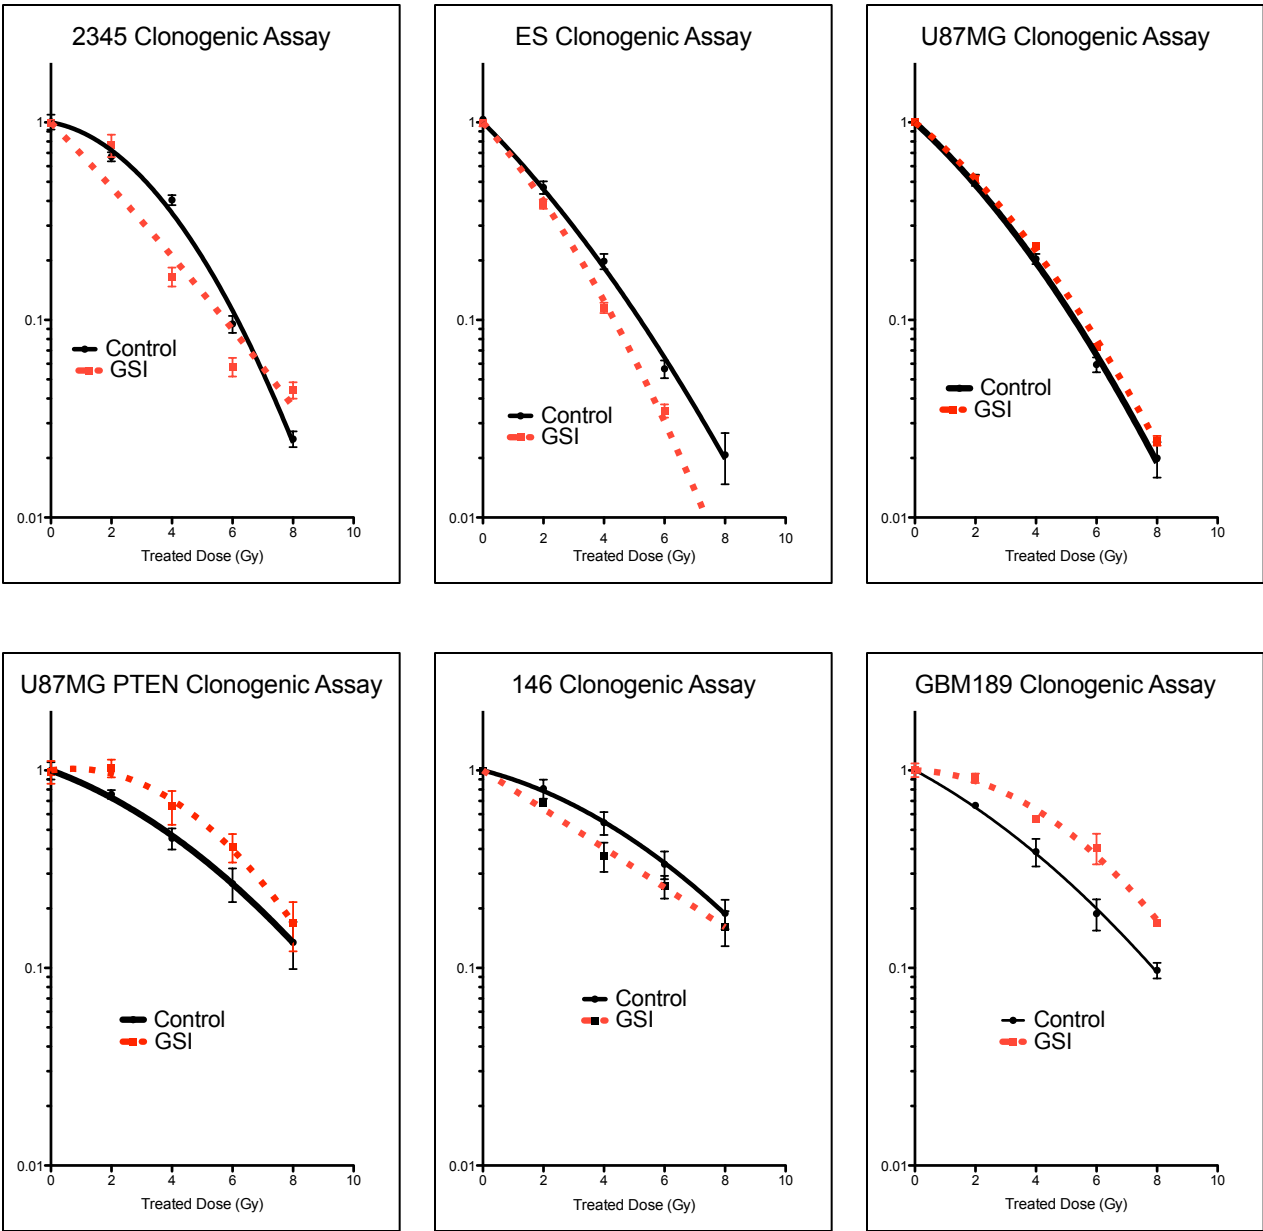 2345 Clonogenic Assay
1
0.1
0.01
Control
GSI
0 2 4 6 8 10
Treated Dose (Gy)
ES Clonogenic Assay
1
0.1
0.01
Control
GSI
0 2 4 6 8 10
Treated Dose (Gy)
U87MG Clonogenic Assay
1
0.1
0.01
Control
GSI
0 2 4 6 8 10
Treated Dose (Gy)
U87MG PTEN Clonogenic Assay
1
0.1
0.01
Control
GSI
0 2 4 6 8 10
Treated Dose (Gy)
146 Clonogenic Assay
1
0.1
0.01
Control
GSI
0 2 4 6 8 10
Treated Dose (Gy)
GBM189 Clonogenic Assay
1
0.1
0.01
Control
GSI
0 2 4 6 8 10
Treated Dose (Gy)